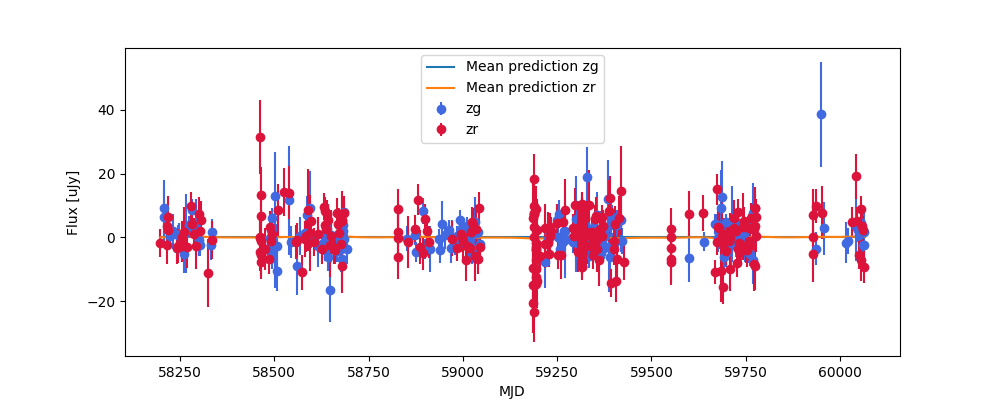 Mean prediction zg
Mean prediction zr
zg
zr
Flux [uJy]
40
20
0
−20
58250 58500 58750 59000 59250 59500 59750 60000
MJD